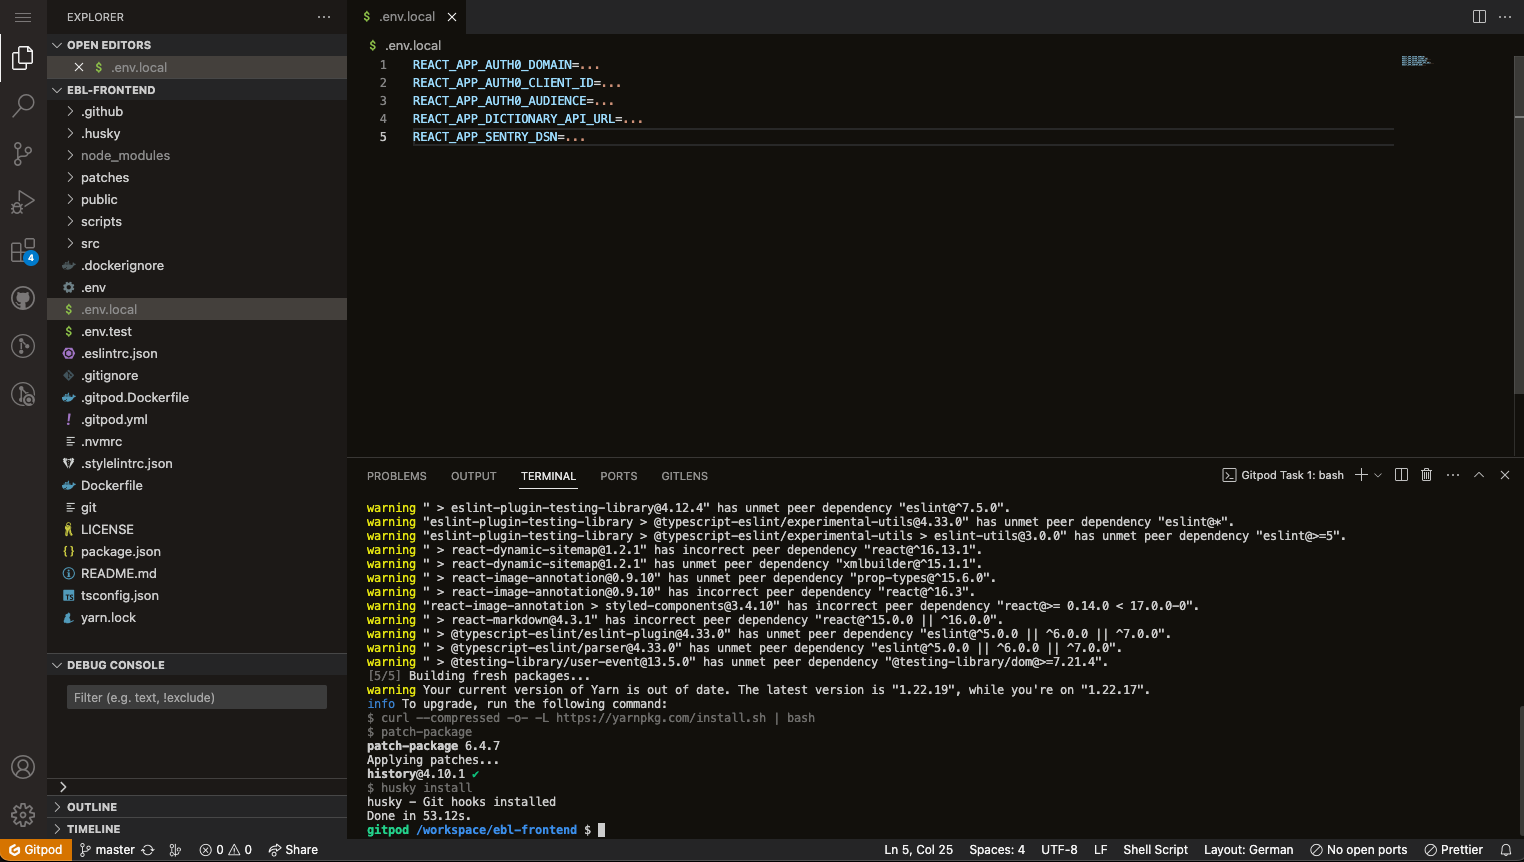 EXPLORER
OPEN EDITORS
$ .env.local
EBL-FRONTEND
.github
.husky
node_modules
patches
public
scripts
src
.dockerignore
.env
$ .env.local
$ .env.test
.eslintrc.json
.gitignore
.gitpod.Dockerfile
! .gitpod.yml
.nvmrc
.stylelintrc.json
Dockerfile
git
LICENSE
{} package.json
README.md
TS tsconfig.json
yarn.lock
4
DEBUG CONSOLE
Filter (e.g. text, !exclude)
OUTLINE
TIMELINE
$ .env.local
$ .env.local
1 REACT_APP_AUTH0_DOMAIN=...
2 REACT_APP_AUTH0_CLIENT_ID=...
3 REACT_APP_AUTH0_AUDIENCE=...
4 REACT_APP_DICTIONARY_API_URL=...
5 REACT_APP_SENTRY_DSN=...
PROBLEMS OUTPUT TERMINAL PORTS GITLENS Gitpod Task 1: bash
warning " > eslint-plugin-testing-library@4.12.4" has unmet peer dependency "eslint@^7.5.0".
warning "eslint-plugin-testing-library > @typescript-eslint/experimental-utils@4.33.0" has unmet peer dependency "eslint@*".
warning "eslint-plugin-testing-library > @typescript-eslint/experimental-utils > eslint-utils@3.0.0" has unmet peer dependency "eslint@>=5".
warning " > react-dynamic-sitemap@1.2.1" has incorrect peer dependency "react@^16.13.1".
warning " > react-dynamic-sitemap@1.2.1" has unmet peer dependency "xmlbuilder@^15.1.1".
warning " > react-image-annotation@0.9.10" has unmet peer dependency "prop-types@^15.6.0".
warning " > react-image-annotation@0.9.10" has incorrect peer dependency "react@^16.3".
warning "react-image-annotation > styled-components@3.4.10" has incorrect peer dependency "react@>= 0.14.0 < 17.0.0-0".
warning " > react-markdown@4.3.1" has incorrect peer dependency "react@^15.0.0 || ^16.0.0".
warning " > @typescript-eslint/eslint-plugin@4.33.0" has unmet peer dependency "eslint@^5.0.0 || ^6.0.0 || ^7.0.0".
warning " > @typescript-eslint/parser@4.33.0" has unmet peer dependency "eslint@^5.0.0 || ^6.0.0 || ^7.0.0".
warning " > @testing-library/user-event@13.5.0" has unmet peer dependency "@testing-library/dom@>=7.21.4".
[5/5] Building fresh packages...
warning Your current version of Yarn is out of date. The latest version is "1.22.19", while you're on "1.22.17".
info To upgrade, run the following command:
$ curl --compressed -o- -L https://yarnpkg.com/install.sh | bash
$ patch-package
patch-package 6.4.7
Applying patches...
history@4.10.1 ✔
$ husky install
husky - Git hooks installed
Done in 53.12s.
gitpod /workspace/ebl-frontend $
Gitpod master 0 0 Share Ln 5, Col 25 Spaces: 4 UTF-8 LF Shell Script Layout: German No open ports Prettier